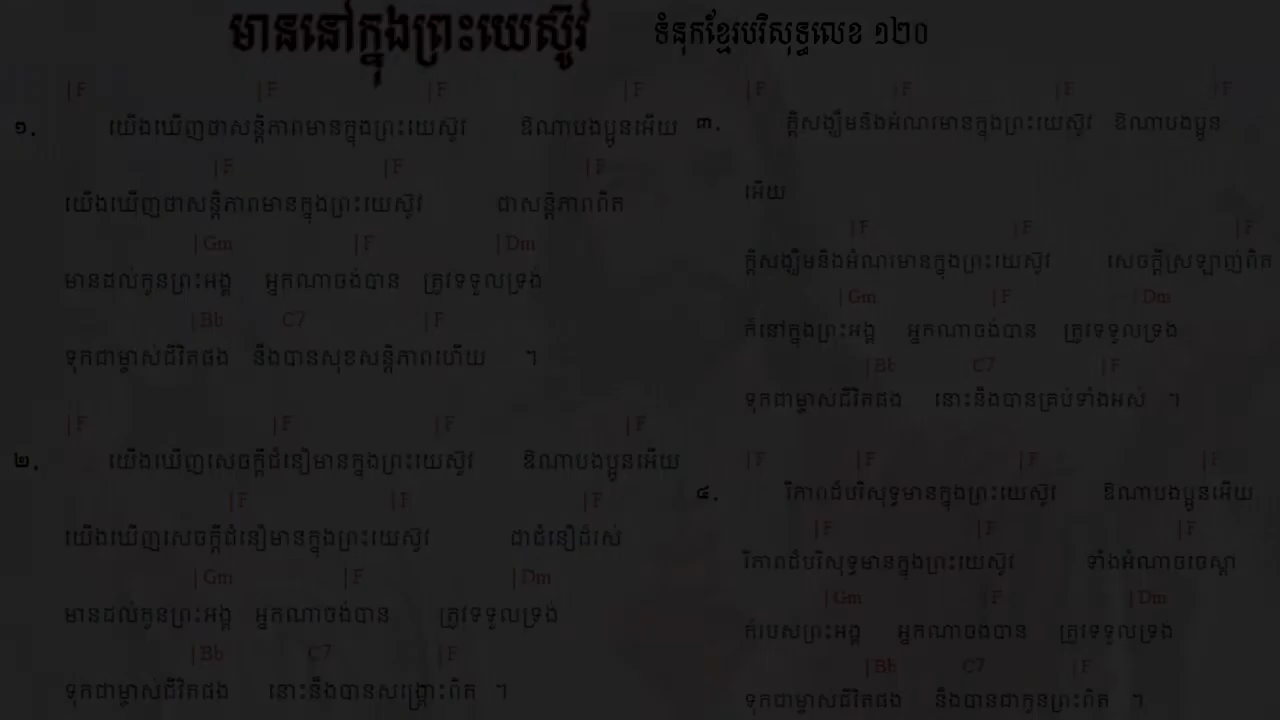 មាននៅក្នុងព្រះយេស៊ូវ ទំនុកខ្មែរបរិសុទ្ធលេខ ១២០
|F |F |F |F
១. យើងឃើញថាសន្តិភាពមានក្នុងព្រះយេស៊ូវ ឱណាបងប្អូនអើយ
|F |F |F
យើងឃើញថាសន្តិភាពមានក្នុងព្រះយេស៊ូវ ជាសន្តិភាពពិត
|Gm |F |Dm
មានដល់កូនព្រះអង្គ អ្នកណាចង់បាន ត្រូវទទួលទ្រង់
|Bb C7 |F
ទុកជាម្ចាស់ជីវិតផង នឹងបានសុខសន្តិភាពហើយ ។
|F |F |F |F
២. យើងឃើញសេចក្ដីជំនឿមានក្នុងព្រះយេស៊ូវ ឱណាបងប្អូនអើយ
|F |F |F
យើងឃើញសេចក្ដីជំនឿមានក្នុងព្រះយេស៊ូវ ជាជំនឿដ៏រស់
|Gm |F |Dm
មានដល់កូនព្រះអង្គ អ្នកណាចង់បាន ត្រូវទទួលទ្រង់
|Bb C7 |F
ទុកជាម្ចាស់ជីវិតផង នោះនឹងបានសង្គ្រោះពិត ។
|F |F |F |F
៣. ក្ដីសង្ឃឹមនិងអំណរមានក្នុងព្រះយេស៊ូវ ឱណាបងប្អូន
អើយ
|F |F |F
ក្ដីសង្ឃឹមនិងអំណរមានក្នុងព្រះយេស៊ូវ សេចក្ដីស្រឡាញ់ពិត
|Gm |F |Dm
ក៏នៅក្នុងព្រះអង្គ អ្នកណាចង់បាន ត្រូវទទួលទ្រង់
|Bb C7 |F
ទុកជាម្ចាស់ជីវិតផង នោះនឹងបានគ្រប់ទាំងអស់ ។
|F |F |F |F
៤. រីភាពដ៏បរិសុទ្ធមានក្នុងព្រះយេស៊ូវ ឱណាបងប្អូនអើយ
|F |F |F
រីភាពដ៏បរិសុទ្ធមានក្នុងព្រះយេស៊ូវ ទាំងអំណាចចេស្ដា
|Gm |F |Dm
ក៏របស់ព្រះអង្គ អ្នកណាចង់បាន ត្រូវទទួលទ្រង់
|Bb C7 |F
ទុកជាម្ចាស់ជីវិតផង នឹងបានជាកូនព្រះពិត ។